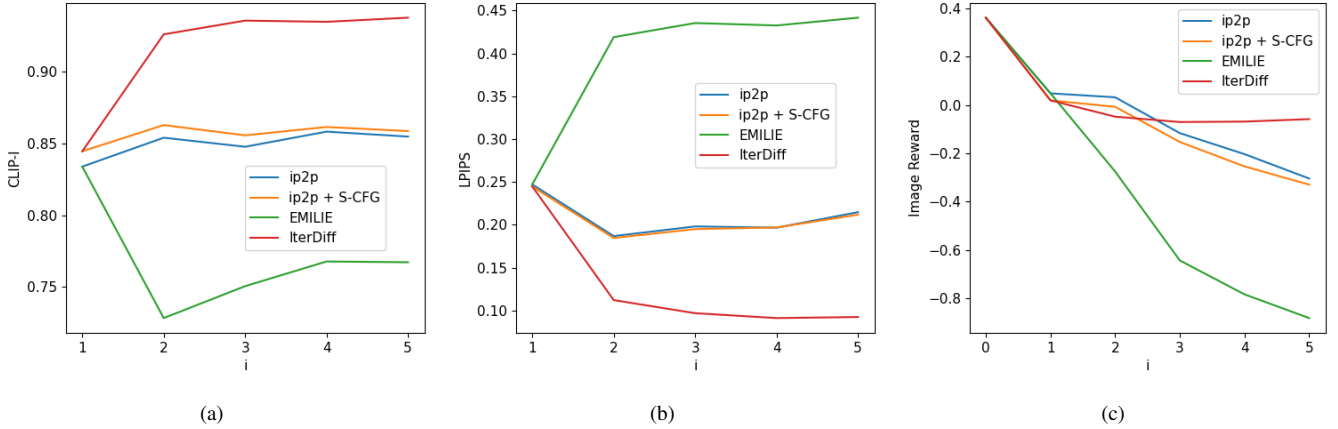 0.90
0.85
0.80
0.75
CLIP-I
1 2 3 4 5
i
ip2p
ip2p + S-CFG
EMILIE
IterDiff
(a)
0.45
0.40
0.35
0.30
0.25
0.20
0.15
0.10
LPIPS
1 2 3 4 5
i
ip2p
ip2p + S-CFG
EMILIE
IterDiff
(b)
0.4
0.2
0.0
−0.2
−0.4
−0.6
−0.8
Image Reward
0 1 2 3 4 5
i
ip2p
ip2p + S-CFG
EMILIE
IterDiff
(c)